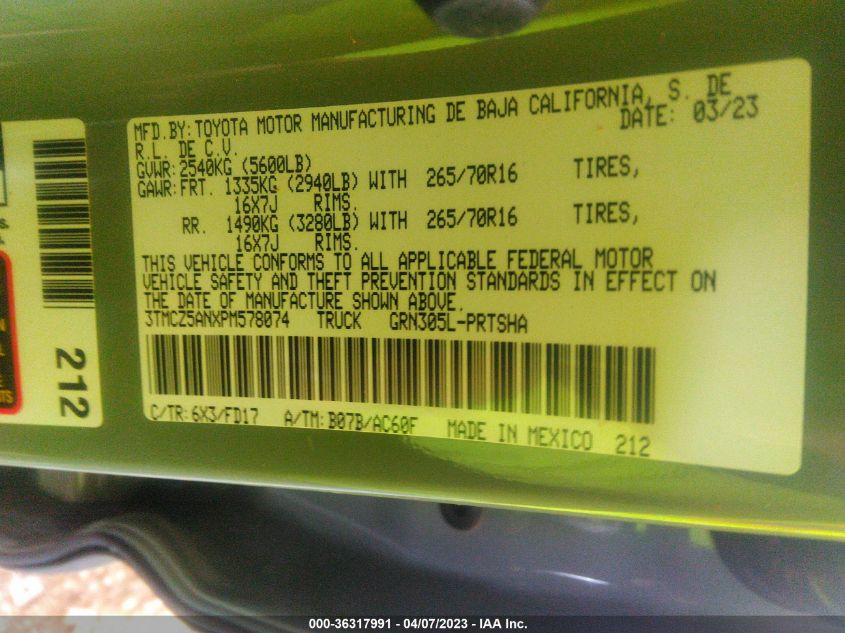 MFD.BY:TOYOTA MOTOR MANUFACTURING DE BAJA CALIFORNIA, S. DE
R.L. DE C.V. DATE: 03/23
GVWR:2540KG (5600LB)
GAWR:FRT. 1335KG (2940LB) WITH 265/70R16 TIRES,
16X7J RIMS.
RR. 1490KG (3280LB) WITH 265/70R16 TIRES,
16X7J RIMS.
THIS VEHICLE CONFORMS TO ALL APPLICABLE FEDERAL MOTOR
VEHICLE SAFETY AND THEFT PREVENTION STANDARDS IN EFFECT ON
THE DATE OF MANUFACTURE SHOWN ABOVE.
3TMCZ5ANXPM578074 TRUCK GRN305L-PRTSHA
C/TR: 6X3/FD17 A/TM: B07B/AC60F MADE IN MEXICO 212
212
000-36317991 - 04/07/2023 - IAA Inc.